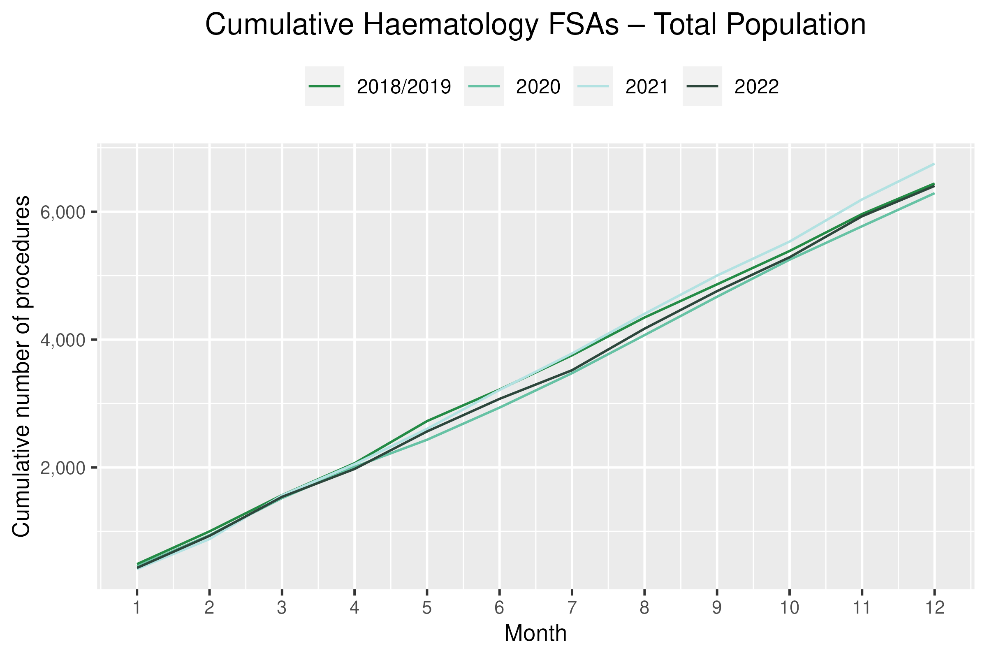 Cumulative Haematology FSAs – Total Population
2018/2019 2020 2021 2022
Cumulative number of procedures
6,000
4,000
2,000
1 2 3 4 5 6 7 8 9 10 11 12
Month